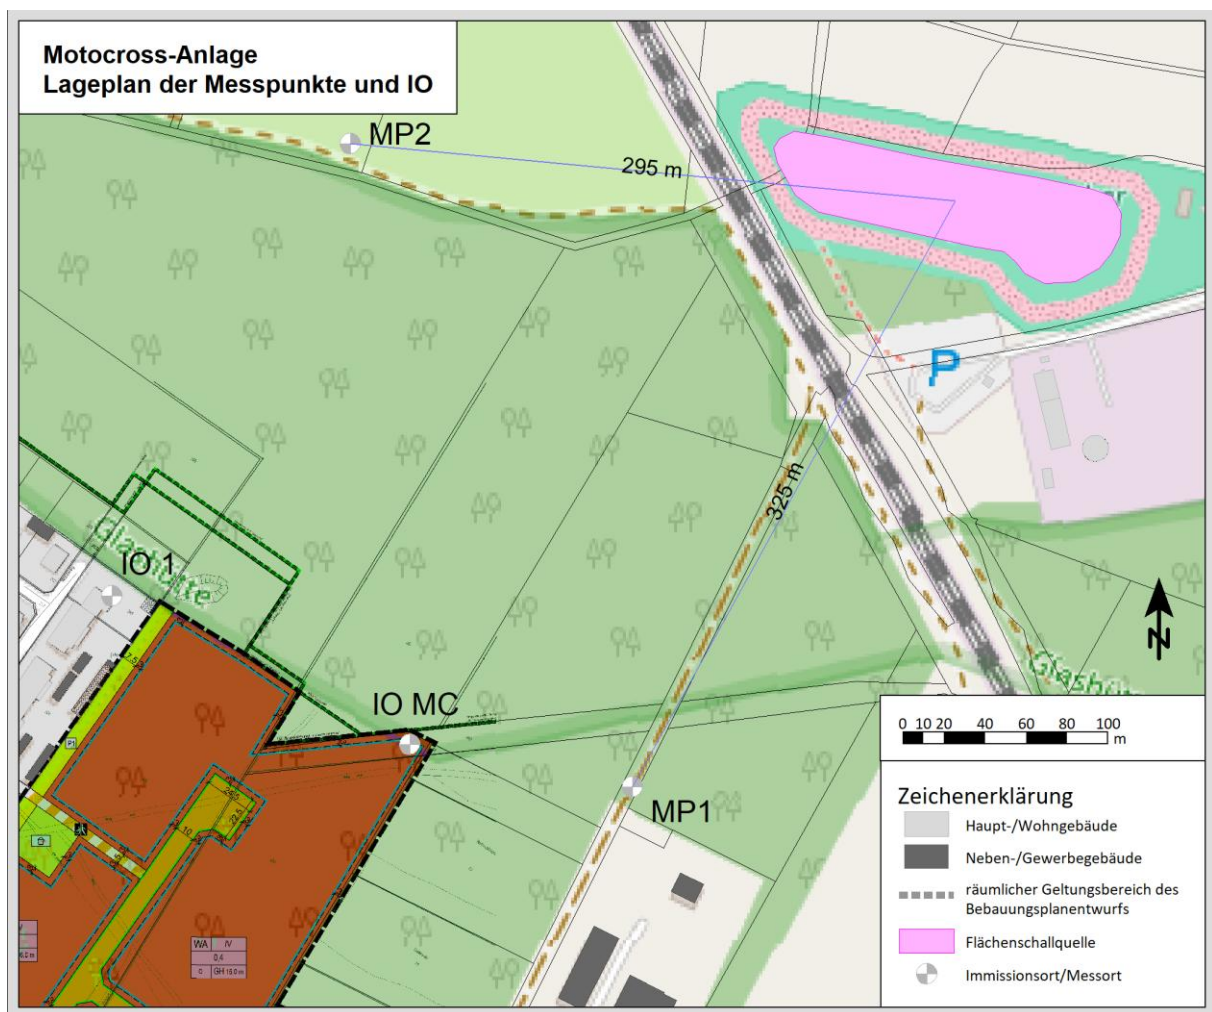 Motocross-Anlage
Lageplan der Messpunkte und IO
MP2
295 m
P
325 m
Glashütte
IO 1
IO MC
MP1
WA IV
0,4
o GH 15.0 m
0 10 20 40 60 80 100
m
Zeichenerklärung
Haupt-/Wohngebäude
Neben-/Gewerbegebäude
räumlicher Geltungsbereich des
Bebauungsplanentwurfs
Flächenschallquelle
Immissionsort/Messort
N